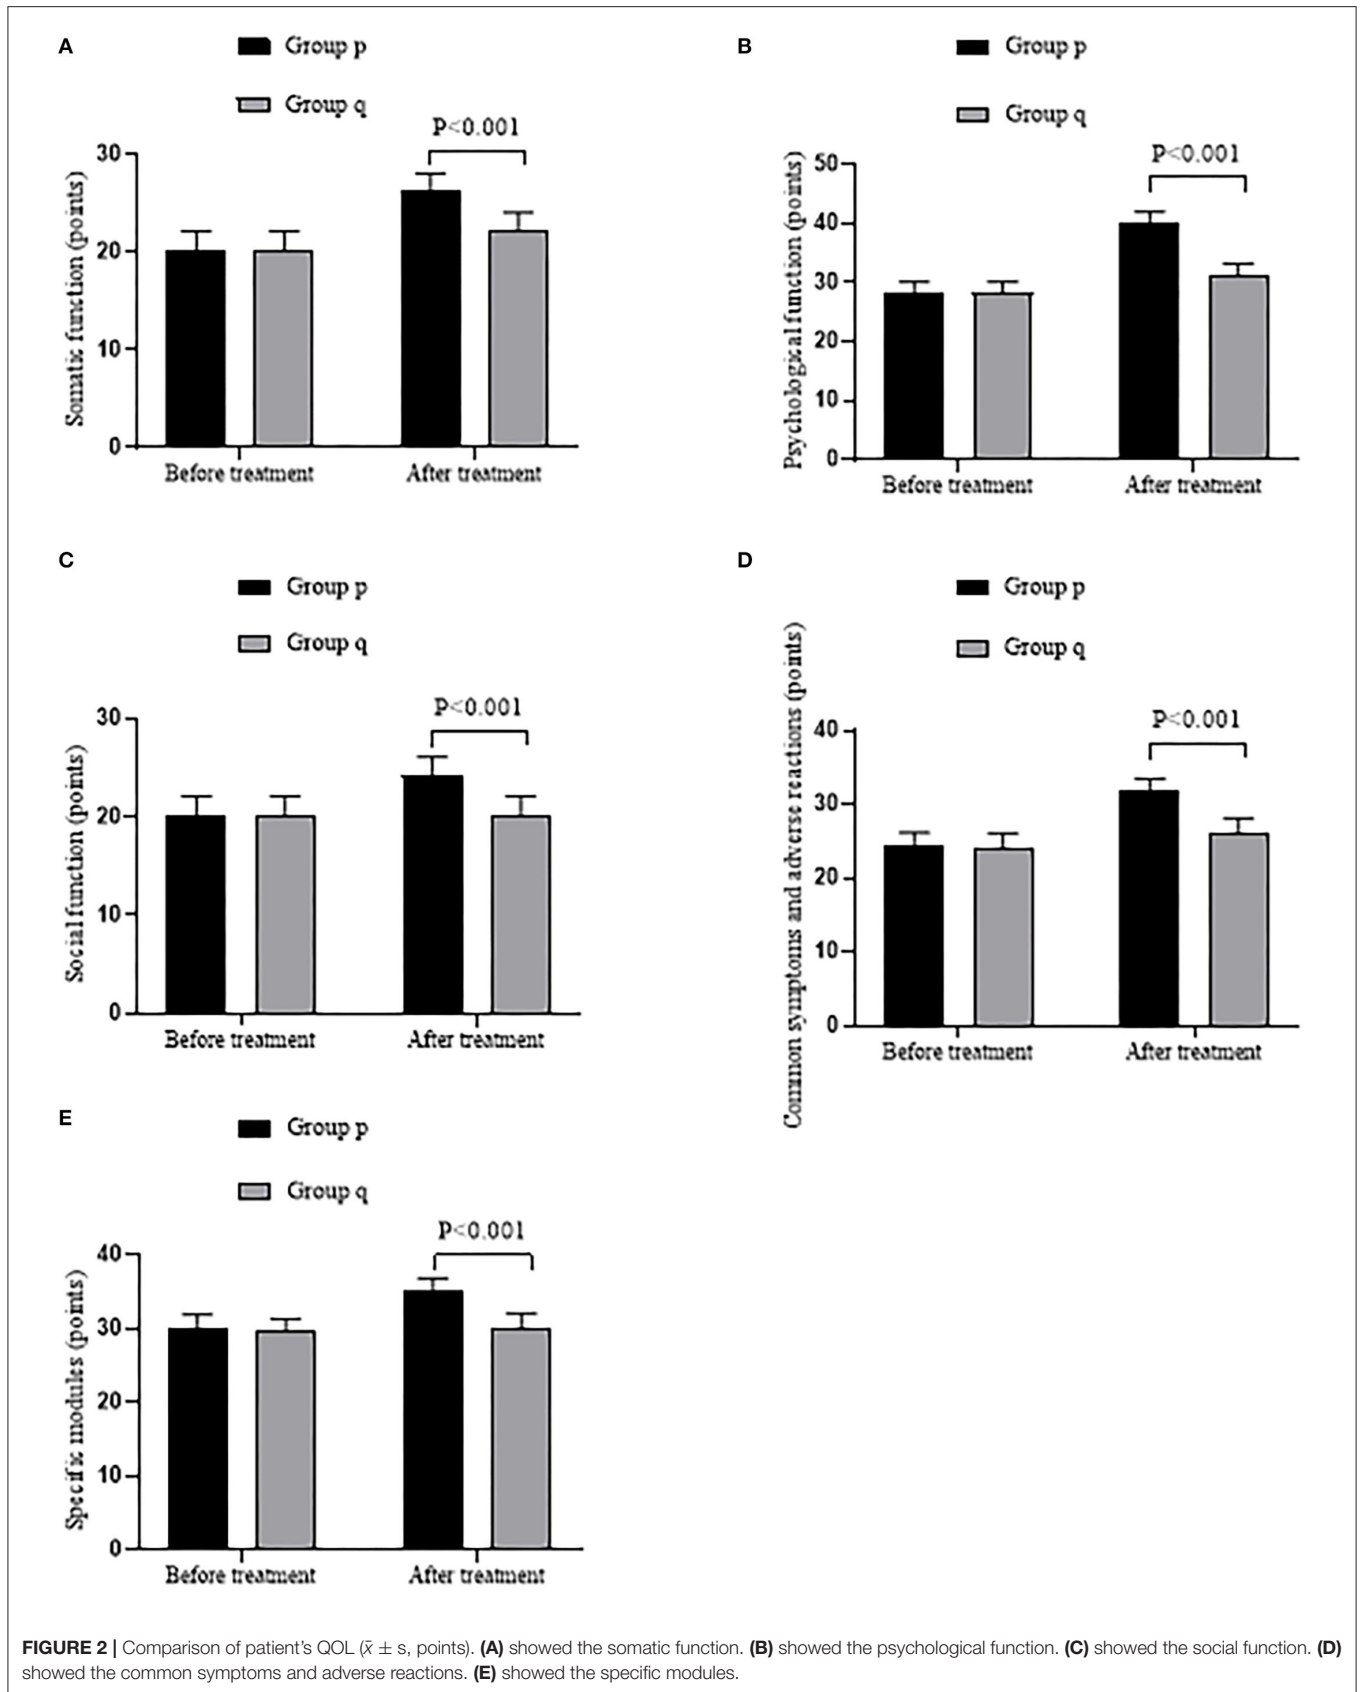 A
Group p
Group q
P<0.001
Somatic function (points)
30
20
10
0
Before treatment
After treatment
B
Group p
Group q
P<0.001
Psychological function (points)
50
40
30
20
10
0
Before treatment
After treatment
C
Group p
Group q
P<0.001
Social function (points)
30
20
10
0
Before treatment
After treatment
D
Group p
Group q
P<0.001
Common symptoms and adverse reactions (points)
40
30
20
10
0
Before treatment
After treatment
E
Group p
Group q
P<0.001
Specific modules (points)
40
30
20
10
0
Before treatment
After treatment
FIGURE 2 | Comparison of patient's QOL (x̄ ± s, points). (A) showed the somatic function. (B) showed the psychological function. (C) showed the social function. (D)
showed the common symptoms and adverse reactions. (E) showed the specific modules.